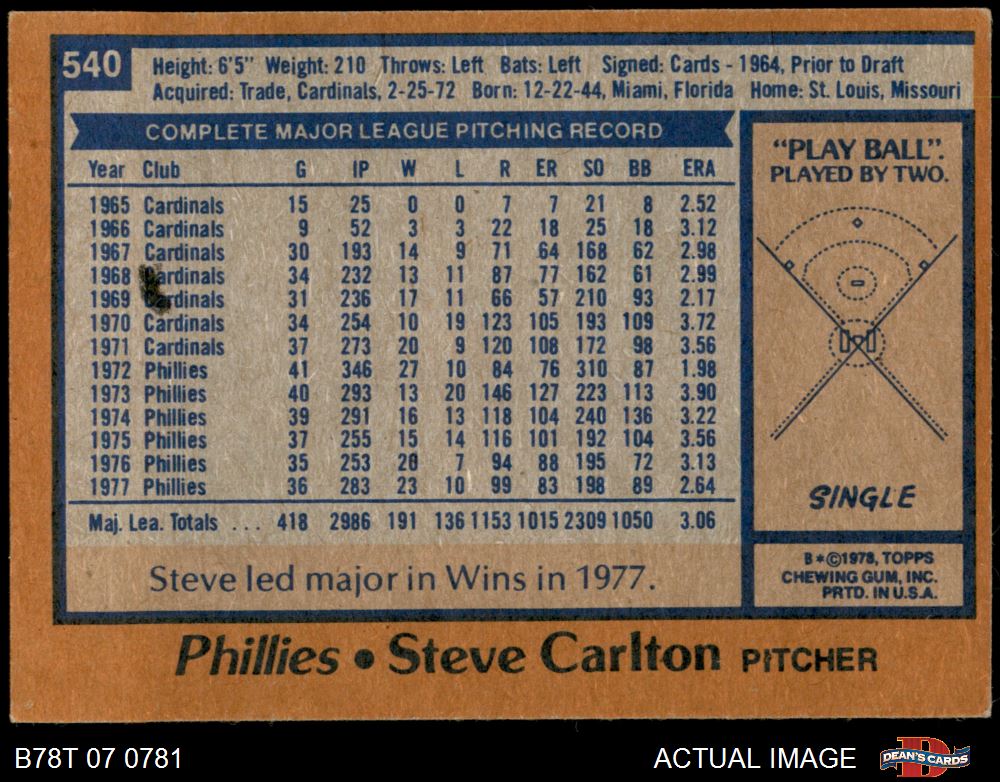 540
Height: 6'5" Weight: 210 Throws: Left Bats: Left Signed: Cards - 1964, Prior to Draft
Acquired: Trade, Cardinals, 2-25-72 Born: 12-22-44, Miami, Florida Home: St. Louis, Missouri
COMPLETE MAJOR LEAGUE PITCHING RECORD
Year Club G IP W L R ER SO BB ERA
1965 Cardinals 15 25 0 0 7 7 21 8 2.52
1966 Cardinals 9 52 3 3 22 18 25 18 3.12
1967 Cardinals 30 193 14 9 71 64 168 62 2.98
1968 Cardinals 34 232 13 11 87 77 162 61 2.99
1969 Cardinals 31 236 17 11 66 57 210 93 2.17
1970 Cardinals 34 254 10 19 123 105 193 109 3.72
1971 Cardinals 37 273 20 9 120 108 172 98 3.56
1972 Phillies 41 346 27 10 84 76 310 87 1.98
1973 Phillies 40 293 13 20 146 127 223 113 3.90
1974 Phillies 39 291 16 13 118 104 240 136 3.22
1975 Phillies 37 255 15 14 116 101 192 104 3.56
1976 Phillies 35 253 20 7 94 88 195 72 3.13
1977 Phillies 36 283 23 10 99 83 198 89 2.64
Maj. Lea. Totals ... 418 2986 191 136 1153 1015 2309 1050 3.06
Steve led major in Wins in 1977.
"PLAY BALL".
PLAYED BY TWO.
SINGLE
B*©1978, TOPPS
CHEWING GUM, INC.
PRTD. IN U.S.A.
Phillies • Steve Carlton PITCHER
B78T 07 0781
ACTUAL IMAGE
DEAN'S CARDS